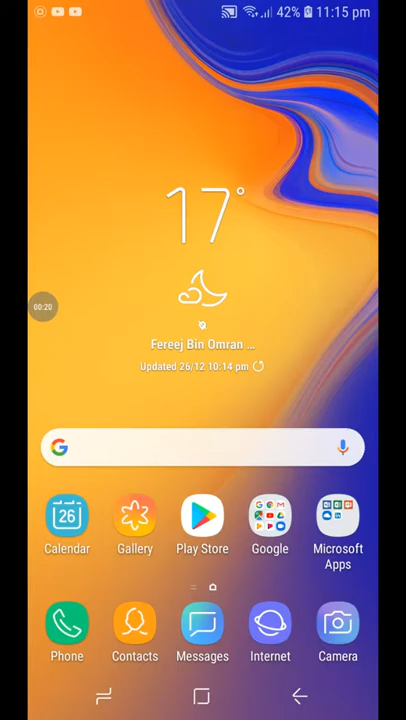 42% 11:15 pm
17°
00:20
Fereej Bin Omran ...
Updated 26/12 10:14 pm
G
26
Calendar
Gallery
Play Store
Google
Microsoft Apps
Phone
Contacts
Messages
Internet
Camera